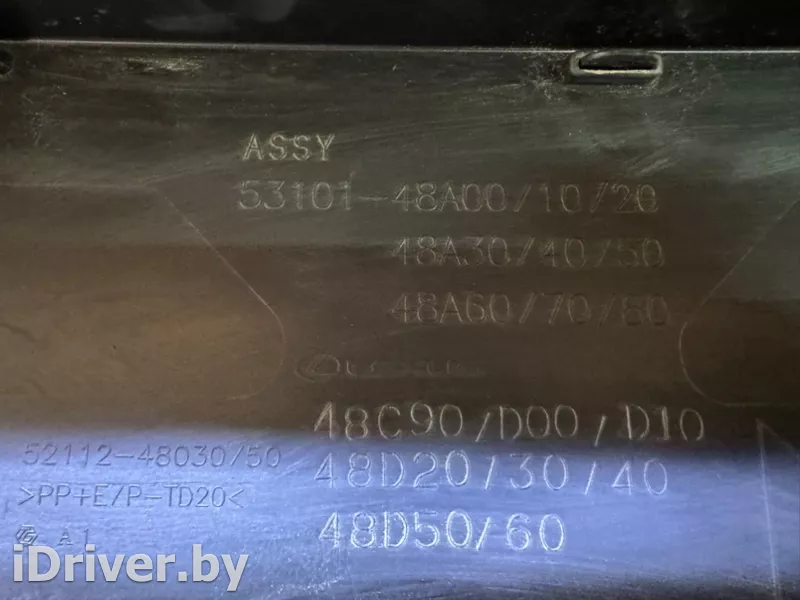 ASSY
53101-48A00/10/20
48A30/40/50
48A60/70/80
48C90/D00/D10
52112-48030/50
48D20/30/40
>PP+E/P-TD20<
A1
48D50/60
iDriver.by